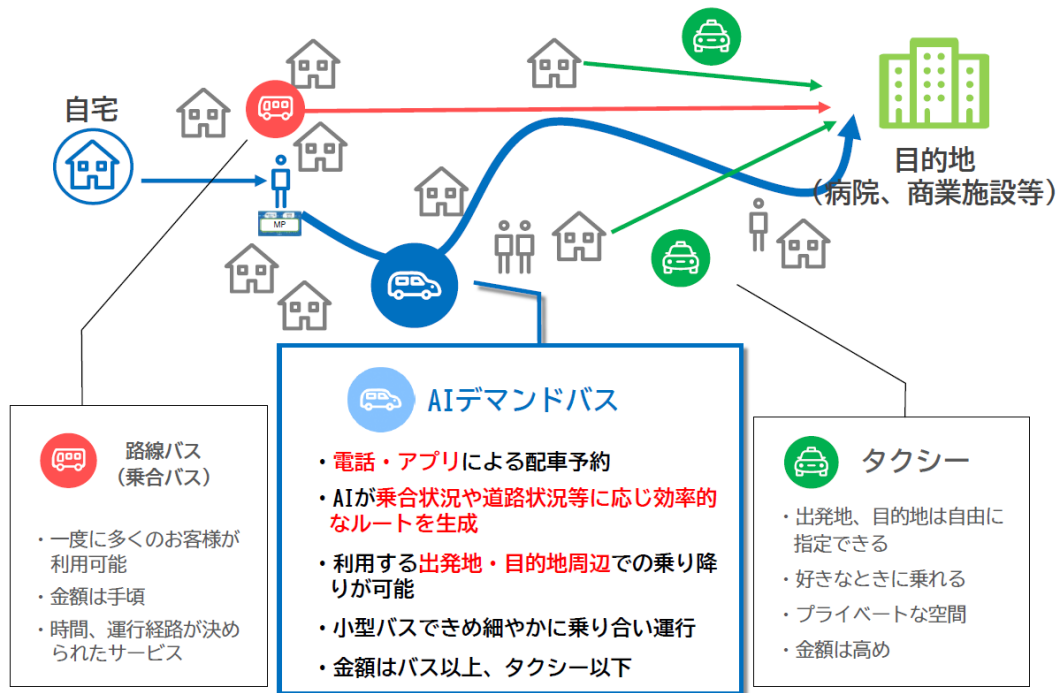 自宅
MP
目的地
（病院、商業施設等）
路線バス
（乗合バス）
・一度に多くのお客様が
利用可能
・金額は手頃
・時間、運行経路が決め
られたサービス
AIデマンドバス
・電話・アプリによる配車予約
・AIが乗合状況や道路状況等に応じ効率的
なルートを生成
・利用する出発地・目的地周辺での乗り降
りが可能
・小型バスできめ細やかに乗り合い運行
・金額はバス以上、タクシー以下
タクシー
・出発地、目的地は自由に
指定できる
・好きなときに乗れる
・プライベートな空間
・金額は高め